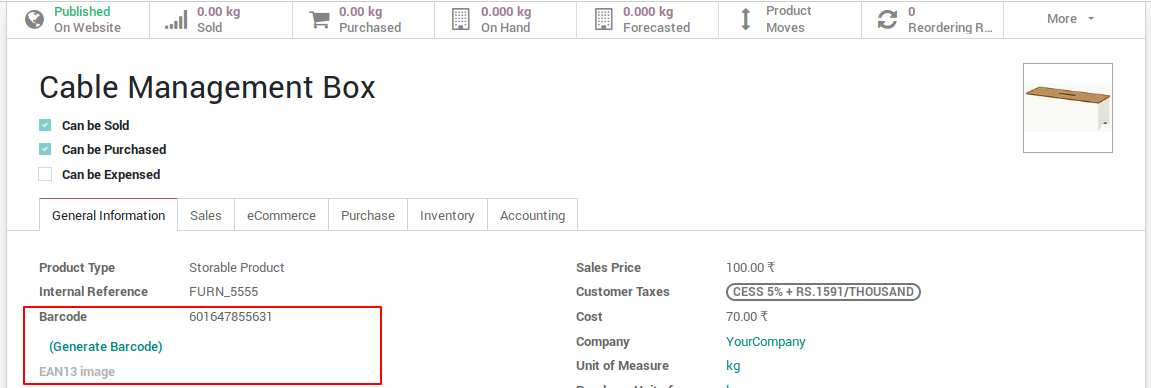 Published
On Website
0.00 kg
Sold
0.00 kg
Purchased
0.000 kg
On Hand
0.000 kg
Forecasted
Product
Moves
0
Reordering R...
More
Cable Management Box
Can be Sold
Can be Purchased
Can be Expensed
General Information Sales eCommerce Purchase Inventory Accounting
Product Type Storable Product
Internal Reference FURN_5555
Barcode 601647855631
(Generate Barcode)
EAN13 image
Sales Price 100.00 ₹
Customer Taxes CESS 5% + RS.1591/THOUSAND
Cost 70.00 ₹
Company YourCompany
Unit of Measure kg